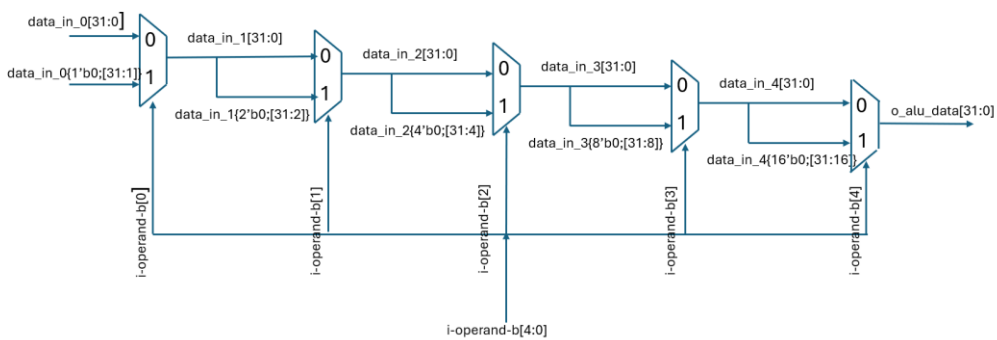 data_in_0[31:0]
0
data_in_0{1'b0;[31:1]}
1
data_in_1[31:0]
0
1
data_in_1{2'b0;[31:2]}
data_in_2[31:0]
0
1
data_in_2{4'b0;[31:4]}
data_in_3[31:0]
0
1
data_in_3{8'b0;[31:8]}
data_in_4[31:0]
0
1
data_in_4{16'b0;[31:16]}
o_alu_data[31:0]
i-operand-b[0]
i-operand-b[1]
i-operand-b[2]
i-operand-b[3]
i-operand-b[4]
i-operand-b[4:0]